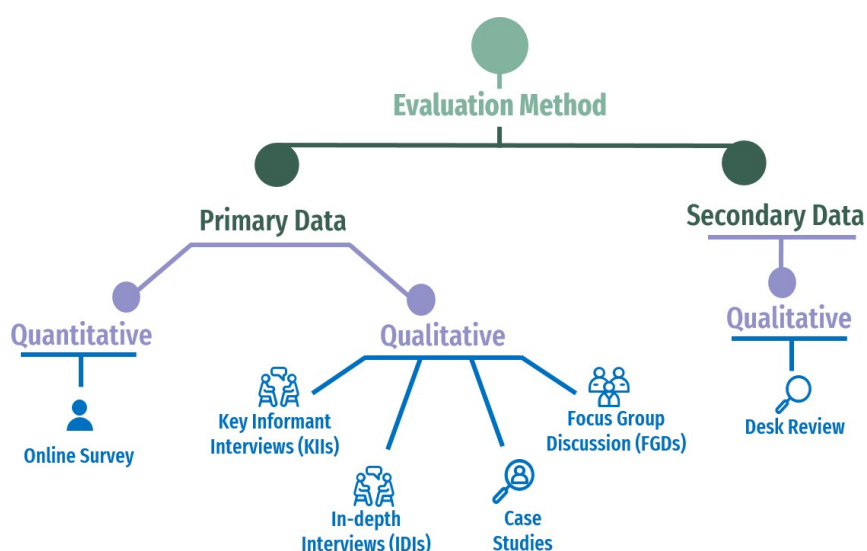 Evaluation Method
Primary Data
Secondary Data
Quantitative
Qualitative
Qualitative
Online Survey
Key Informant
Interviews (KIIs)
In-depth
Interviews (IDIs)
Case
Studies
Focus Group
Discussion (FGDs)
Desk Review